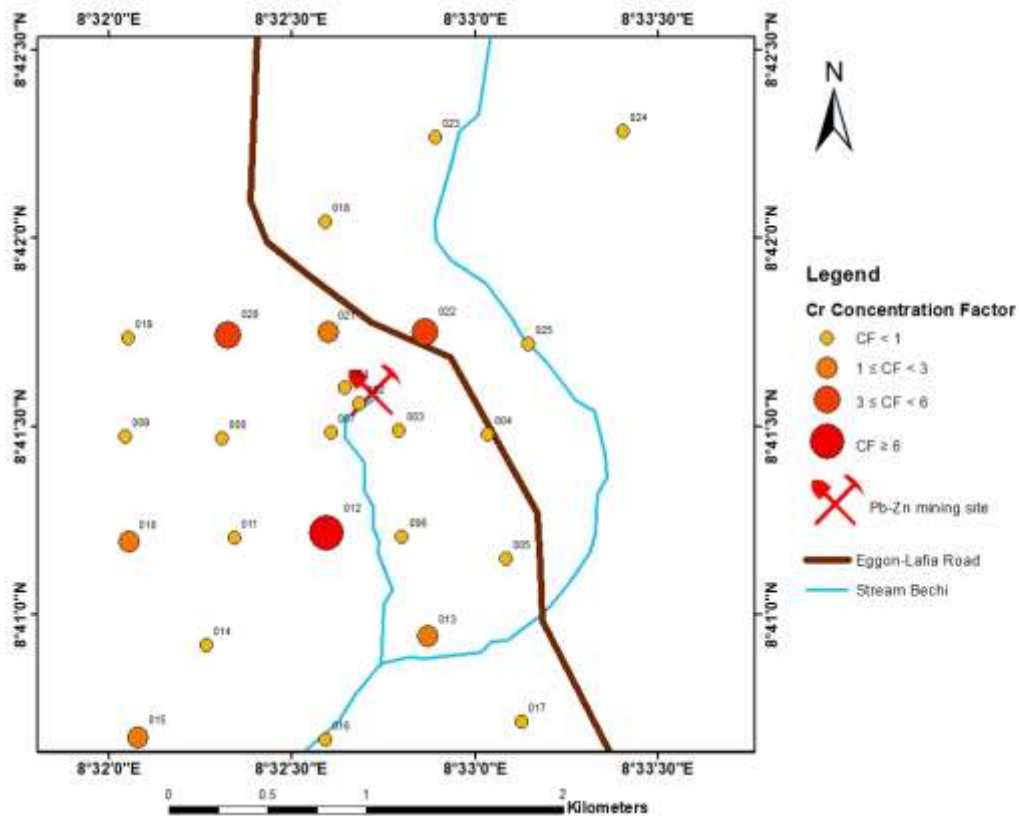 8°32'0"E 8°32'30"E 8°33'0"E 8°33'30"E
8°42'30"N 8°42'30"N
N
024
023
018
8°42'0"N 8°42'0"N
Legend
Cr Concentration Factor
CF < 1
1 ≤ CF < 3
3 ≤ CF < 6
CF ≥ 6
Pb-Zn mining site
Eggon-Lafia Road
Stream Bechi
020 021 022
019 025
009 008 007 003 004
8°41'30"N 8°41'30"N
010 011 012 006
005
8°41'0"N 8°41'0"N
013
014
015 016 017
8°32'0"E 8°32'30"E 8°33'0"E 8°33'30"E
0 0.5 1 2
Kilometers